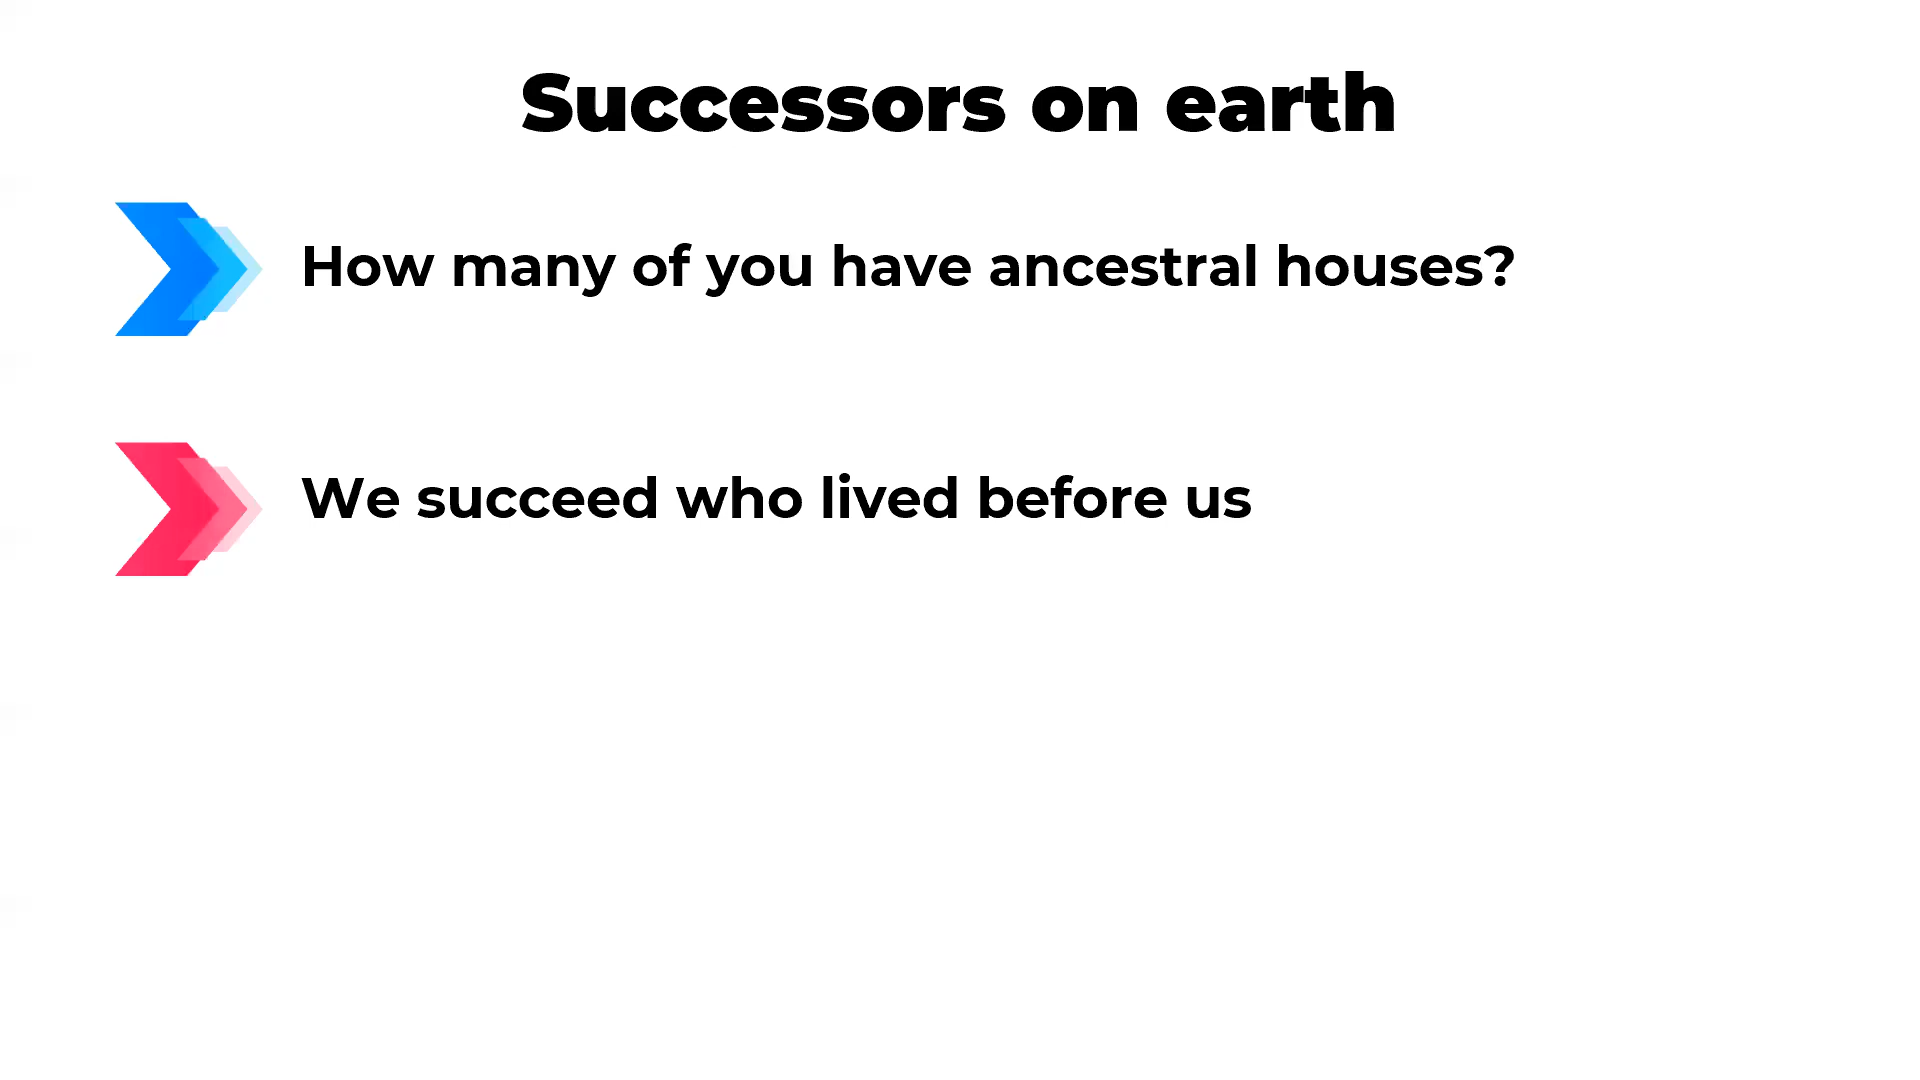 Successors on earth
How many of you have ancestral houses?
We succeed who lived before us